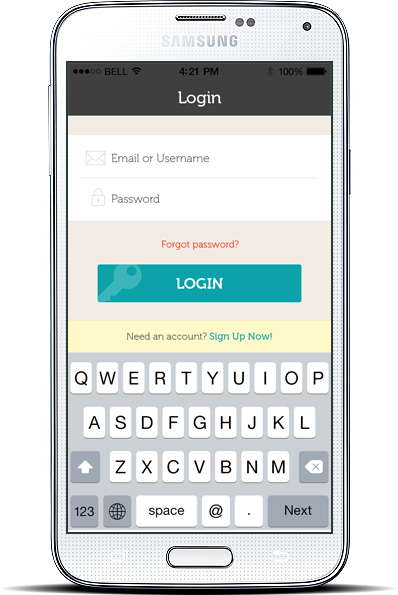 SAMSUNG
BELL 4:21 PM 100%
Login
Email or Username
Password
Forgot password?
LOGIN
Need an account? Sign Up Now!
Q W E R T Y U I O P
A S D F G H J K L
Z X C V B N M
123 space @ . Next